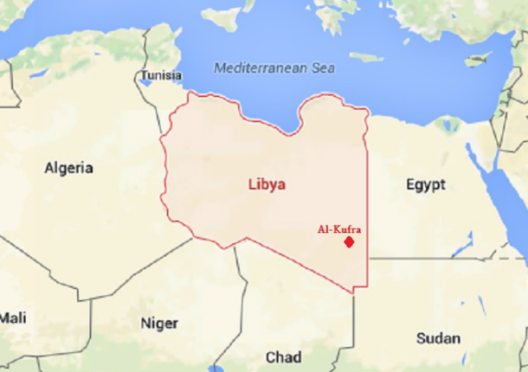 Mediterranean Sea
Tunisia
Algeria
Libya
Egypt
Al-Kufra
Mali
Niger
Chad
Sudan